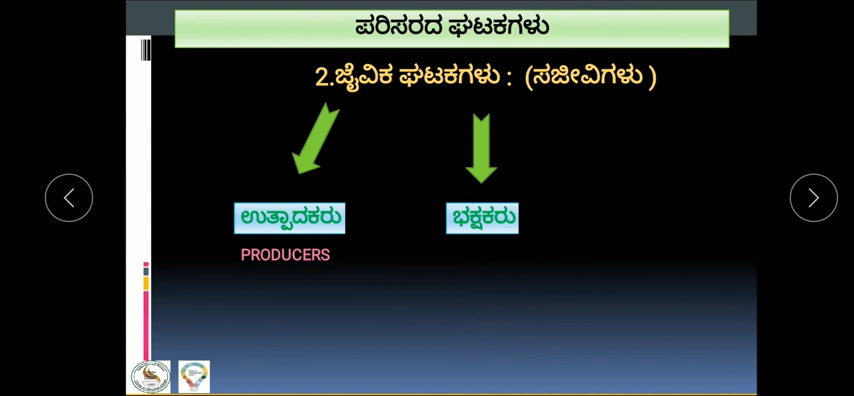 ಪರಿಸರದ ಘಟಕಗಳು
2.ಜೈವಿಕ ಘಟಕಗಳು : (ಸಜೀವಿಗಳು )
ಉತ್ಪಾದಕರು ಭಕ್ಷಕರು
PRODUCERS